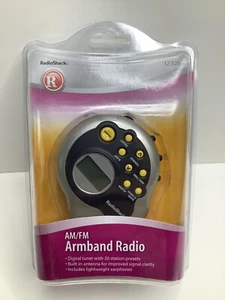 RadioShack
R
AM/FM
Armband Radio
• Digital tuner with 20 station presets
• Built-in antenna for improved signal clarity
• Includes lightweight earphones